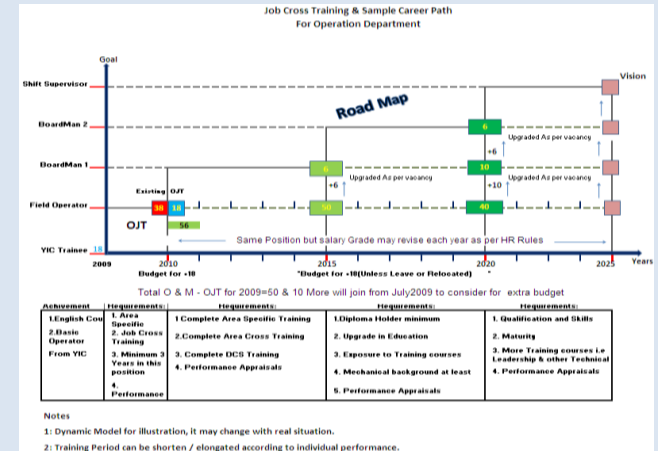 Job Cross Training & Sample Career Path
For Operation Department
Goal
Vision
Shift Supervisor
Road Map
BoardMan 2
6
Upgraded As per vacancy
+6
BoardMan 1
6
10
Upgraded As per vacancy
Upgraded As per vacancy
+6
+10
Existing OJT
Field Operator
38 18
50
40
OJT
56
Same Position but salary Grade may revise each year as per HR Rules
YIC Trainee 18
Years
2009 2010 2015 2020 2025
Budget for +18
"Budget for +18(Unless Leave or Relocated) "
Total O & M - OJT for 2009=50 & 10 More will join from July2009 to consider for extra budget
Achivement
1.English Cou
2.Basic
Operator
From YIC
Requirements:
1. Area
Specific
2. Job Cross
Training
3. Minimum 3
Years in this
position
4.
Performance
Requirements:
1 Complete Area Specific Training
2.Complete Area Cross Training
3. Complete DCS Training
4. Performance Appraisals
Requirements:
1.Diploma Holder minimum
2. Upgrade in Education
3. Exposure to Training courses
4. Mechanical background at least
5. Performance Appraisals
Requirements:
1. Qualification and Skills
2. Maturity
3. More Training courses i.e
Leadership & other Technical
4. Performance Appraisals
Notes
1: Dynamic Model for illustration, it may change with real situation.
2: Training Period can be shorten / elongated according to individual performance.